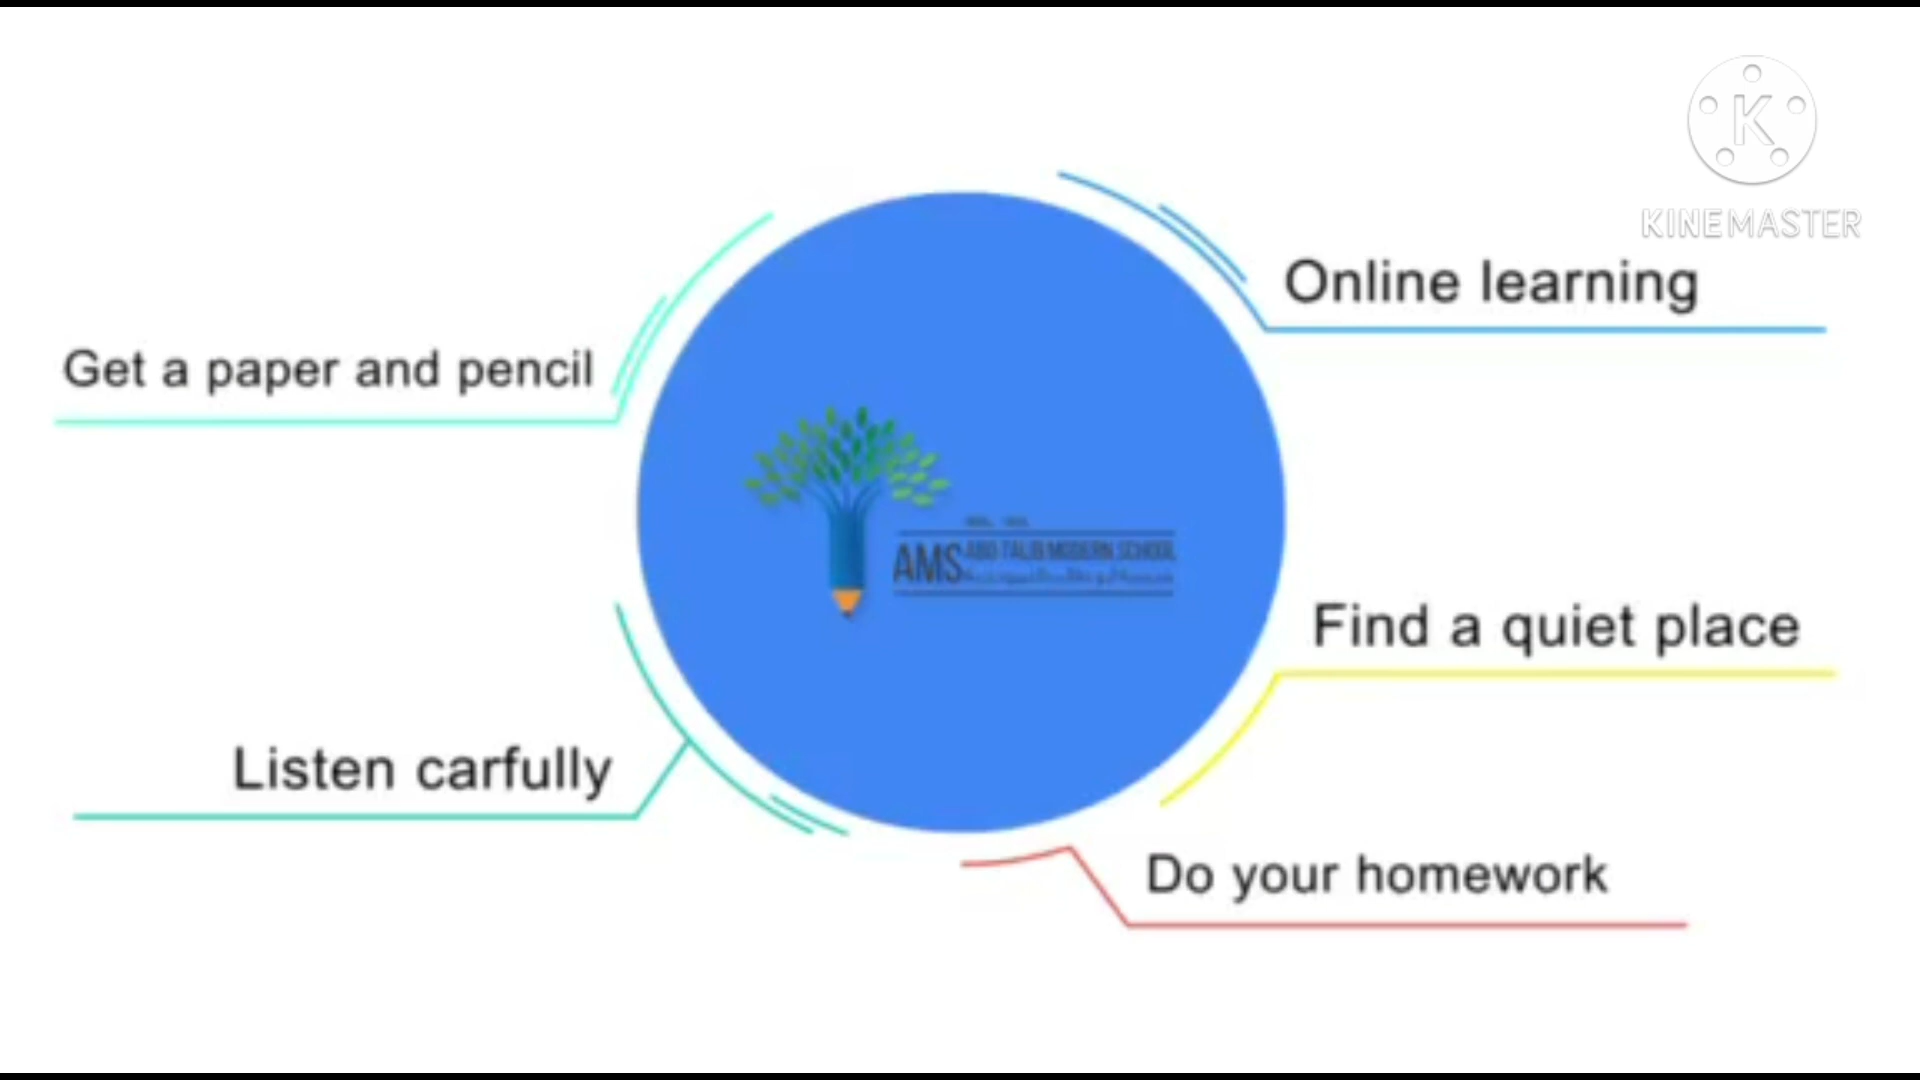 KINEMASTER
Online learning
Get a paper and pencil
AMS ABO TALIB MODERN SCHOOL
Find a quiet place
Listen carfully
Do your homework